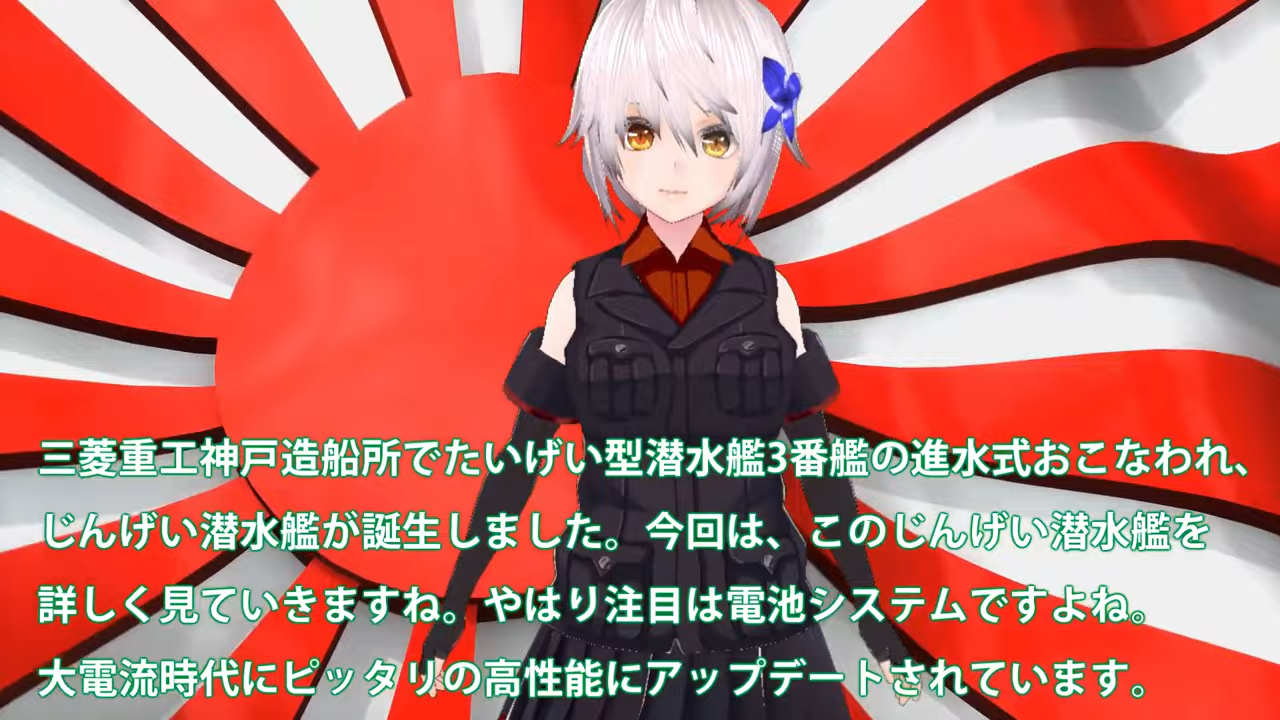 三菱重工神戸造船所でたいげい型潜水艦3番艦の進水式おこなわれ、
じんげい潜水艦が誕生しました。今回は、このじんげい潜水艦を
詳しく見ていきますね。やはり注目は電池システムですよね。
大電流時代にピッタリの高性能にアップデートされています。